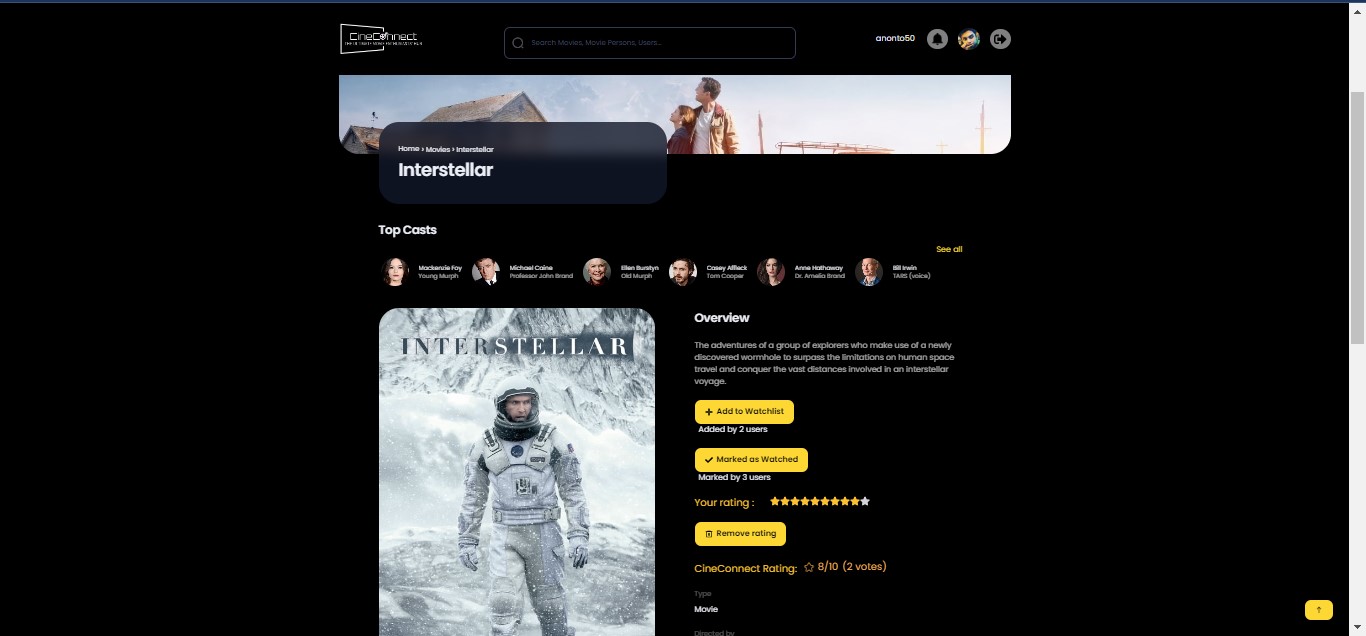 CineConnect
THE ULTIMATE MOVIE ENTHUSIASTS' HUB
Search Movies, Movie Persons, Users...
anonto50
Home › Movies › Interstellar
Interstellar
Top Casts
See all
Mackenzie Foy
Young Murph
Michael Caine
Professor John Brand
Ellen Burstyn
Old Murph
Casey Affleck
Tom Cooper
Anne Hathaway
Dr. Amelia Brand
Bill Irwin
TARS (voice)
INTERSTELLAR
Overview
The adventures of a group of explorers who make use of a newly
discovered wormhole to surpass the limitations on human space
travel and conquer the vast distances involved in an interstellar
voyage.
Add to Watchlist
Added by 2 users
Marked as Watched
Marked by 3 users
Your rating :
Remove rating
CineConnect Rating: 8/10 (2 votes)
Type
Movie
Directed by